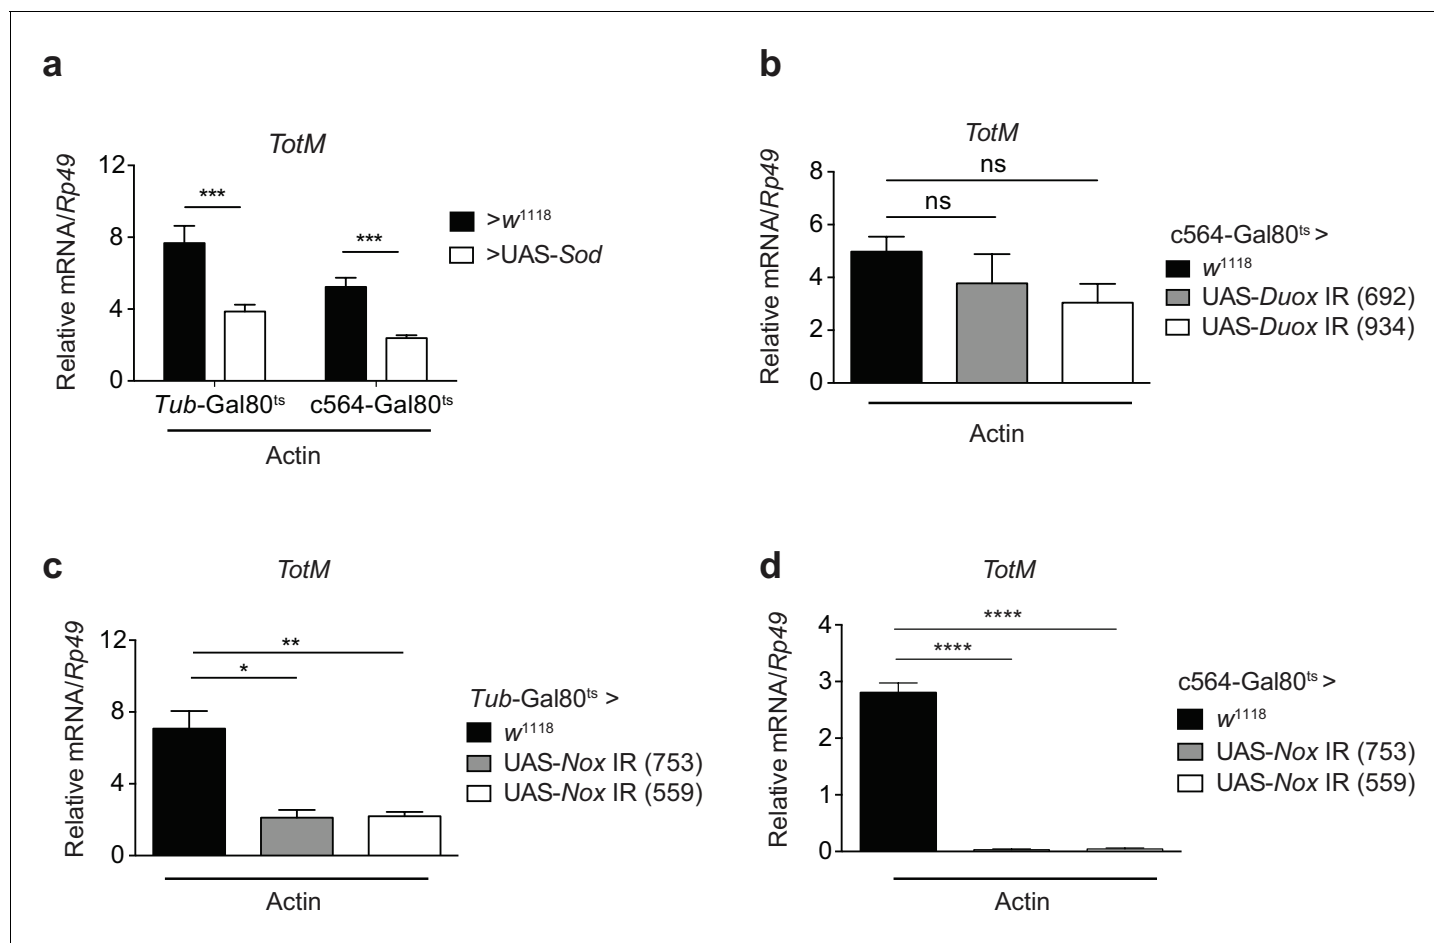 a
TotM
Relative mRNA/Rp49
12
8
4
0
***
***
>w1118
>UAS-Sod
Tub-Gal80ts
c564-Gal80ts
Actin
b
TotM
Relative mRNA/Rp49
8
6
4
2
0
ns
ns
c564-Gal80ts >
w1118
UAS-Duox IR (692)
UAS-Duox IR (934)
Actin
c
TotM
Relative mRNA/Rp49
12
8
4
0
**
*
Tub-Gal80ts >
w1118
UAS-Nox IR (753)
UAS-Nox IR (559)
Actin
d
TotM
Relative mRNA/Rp49
4
3
2
1
0
****
****
c564-Gal80ts >
w1118
UAS-Nox IR (753)
UAS-Nox IR (559)
Actin